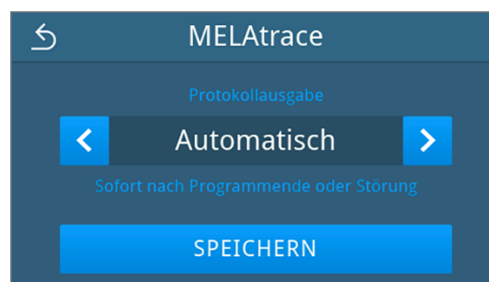 MELAtrace
Protokollausgabe
Automatisch
Sofort nach Programmende oder Störung
SPEICHERN